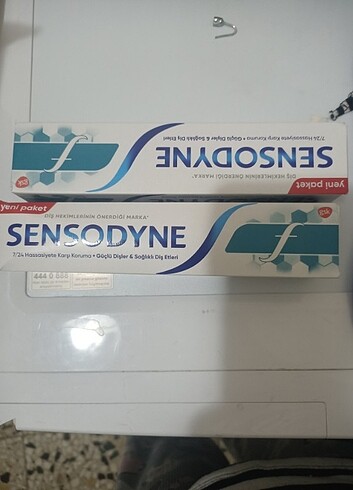 7/24 Hassasiyete Karşı Koruma • Güçlü Dişler & Sağlıklı Diş Etleri
SENSODYNE
DİŞ HEKİMLERİNİN ÖNERDİĞİ MARKA*
yeni paket
gsk
yeni paket
DİŞ HEKİMLERİNİN ÖNERDİĞİ MARKA*
gsk
SENSODYNE
7/24 Hassasiyete Karşı Koruma • Güçlü Dişler & Sağlıklı Diş Etleri